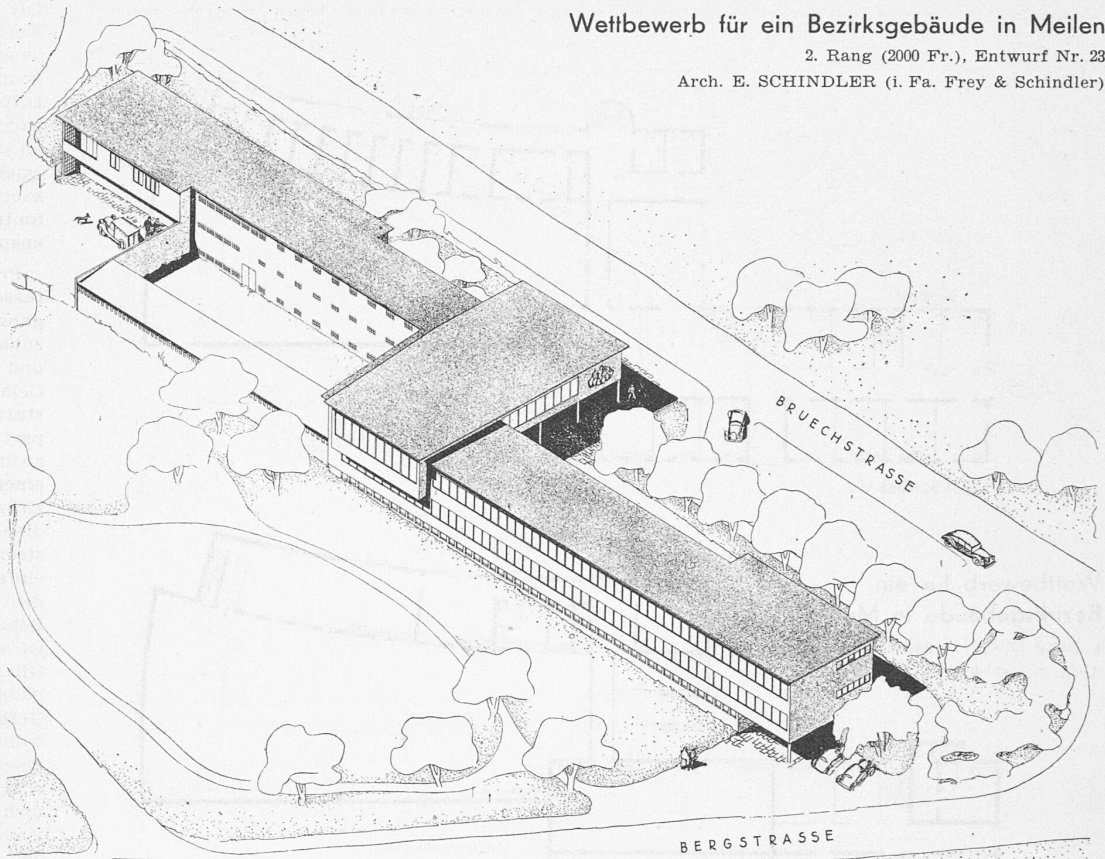 Wettbewerb für ein Bezirksgebäude in Meilen
2. Rang (2000 Fr.), Entwurf Nr. 23
Arch. E. SCHINDLER (i. Fa. Frey & Schindler)
BRUECHSTRASSE
BERGSTRASSE